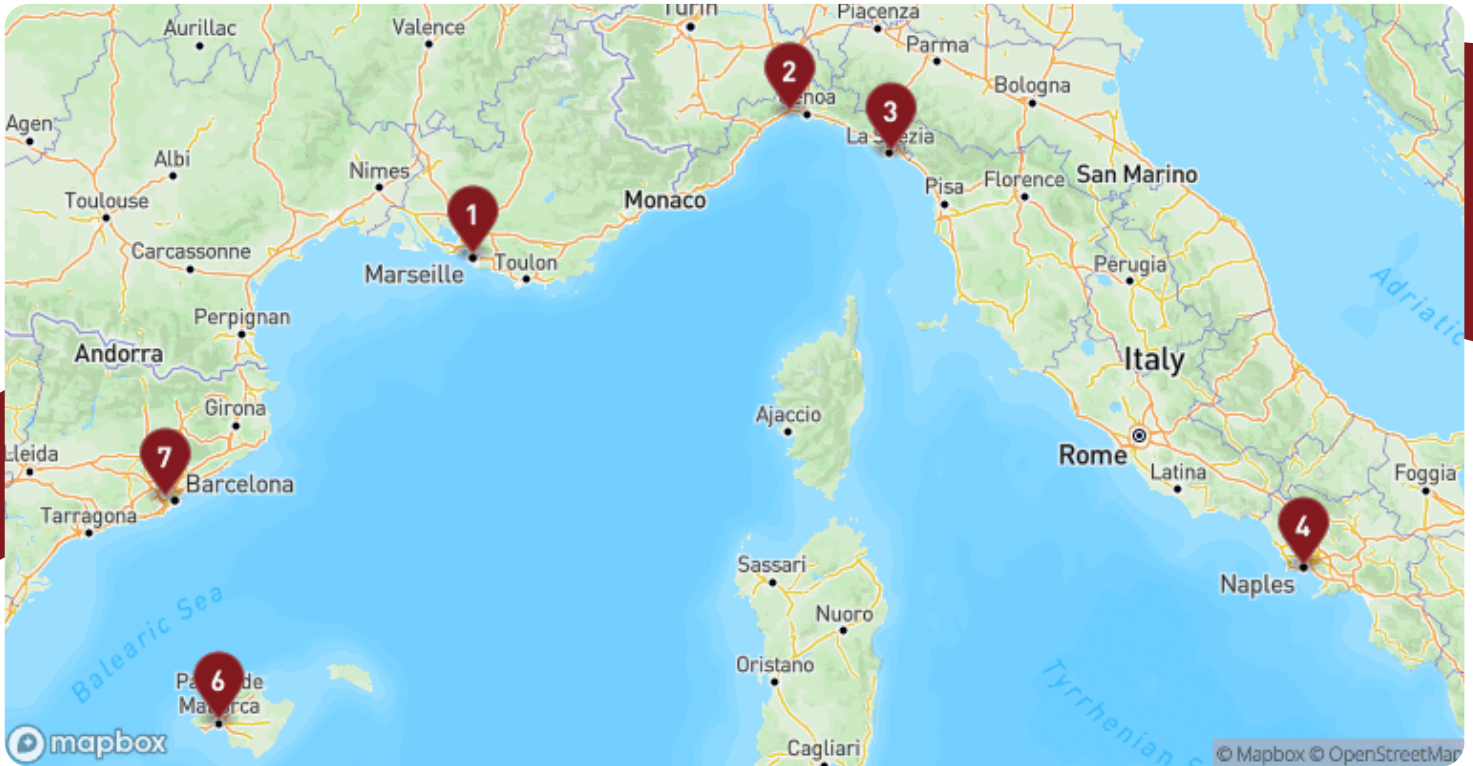 Aurillac
Valence
Turin
Piacenza
Parma
2
Bologna
Agen
3
Albi
Nimes
Pisa
Florence
San Marino
Toulouse
Monaco
1
Carcassonne
Marseille
Toulon
Perugia
Adriatic
Perpignan
Andorra
Italy
Girona
Ajaccio
Lleida
7
Barcelona
Rome
Latina
Foggia
Tarragona
4
Naples
Sassari
Nuoro
Balearic Sea
Oristano
6
Tyrrhenian S
Cagliari
mapbox
© Mapbox © OpenStreetMap